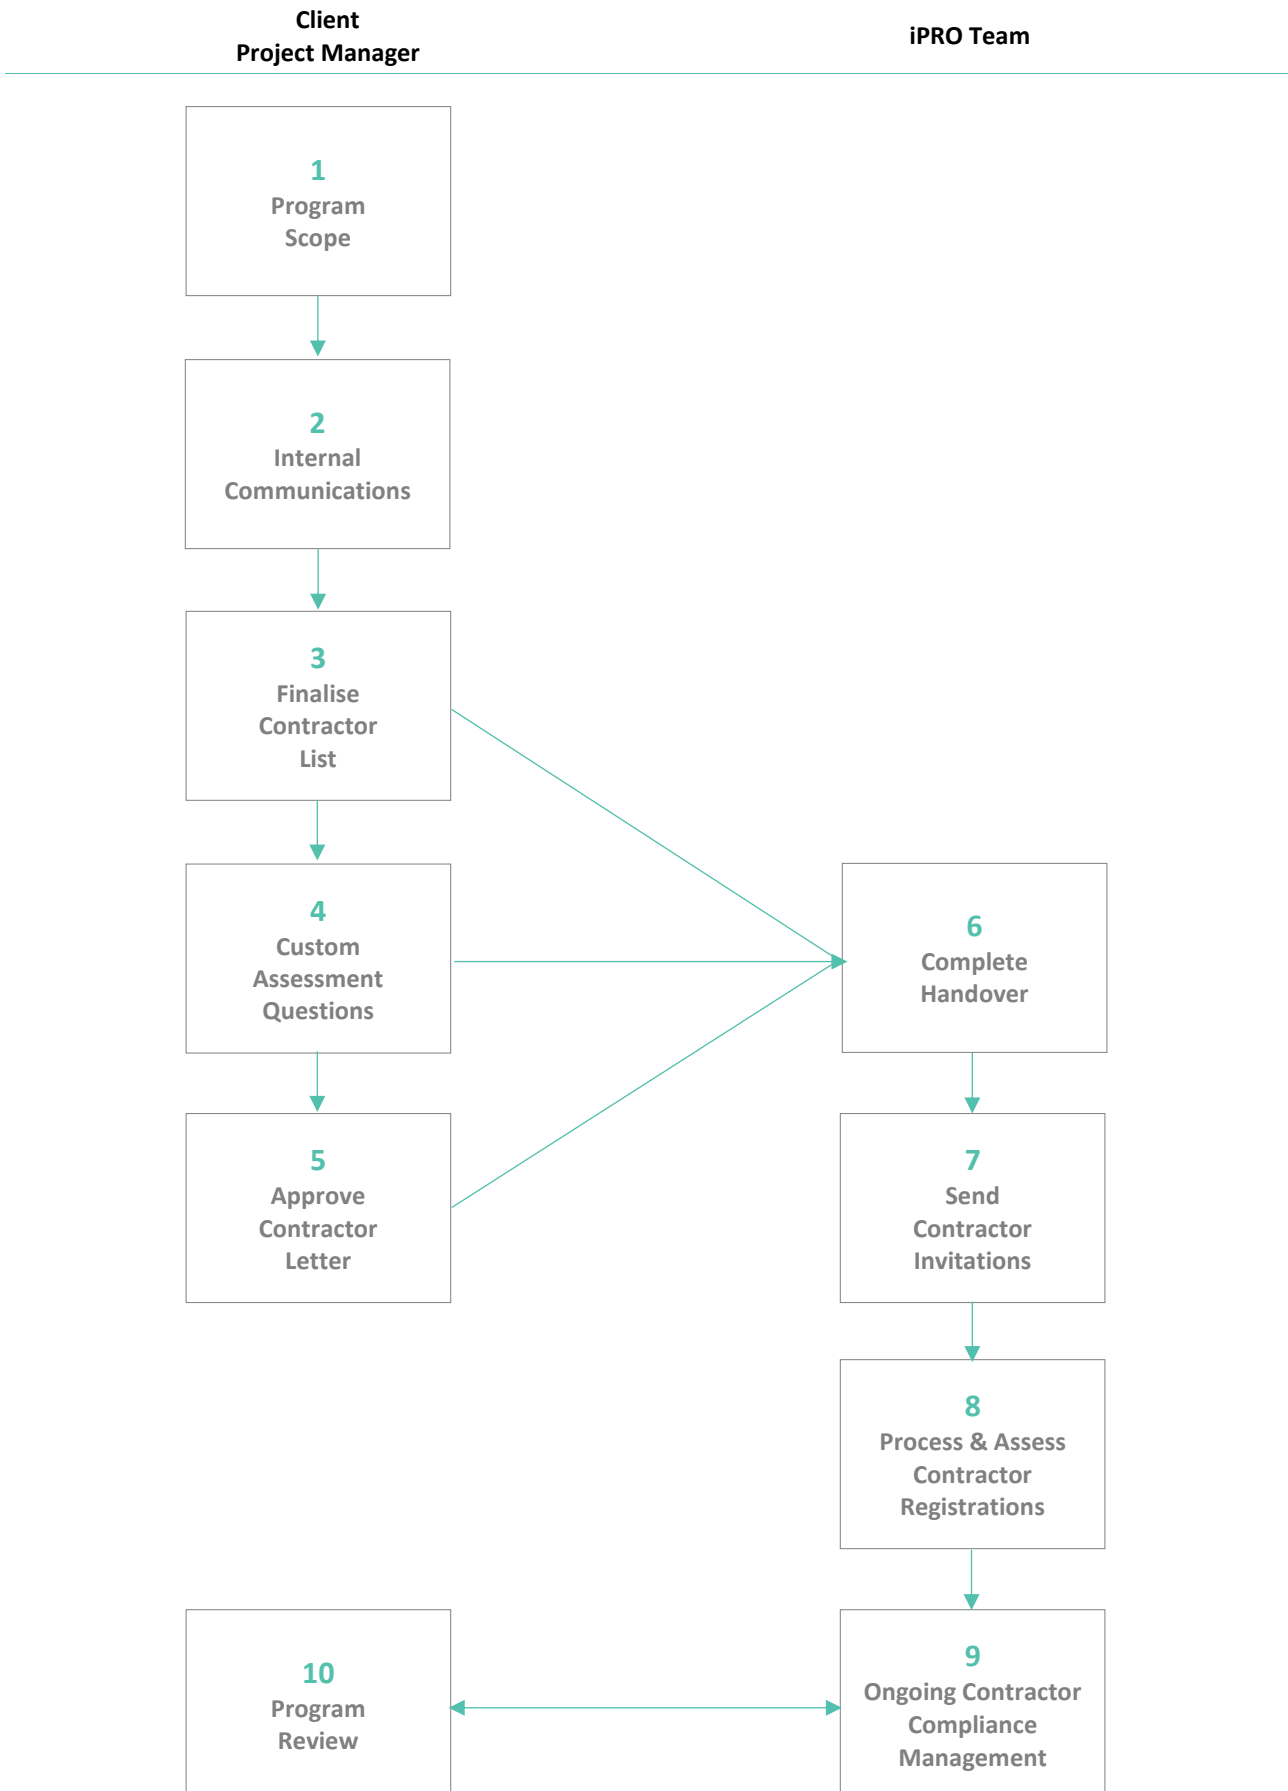 Client
Project Manager
iPRO Team
1
Program
Scope
2
Internal
Communications
3
Finalise
Contractor
List
4
Custom
Assessment
Questions
5
Approve
Contractor
Letter
6
Complete
Handover
7
Send
Contractor
Invitations
8
Process & Assess
Contractor
Registrations
9
Ongoing Contractor
Compliance
Management
10
Program
Review